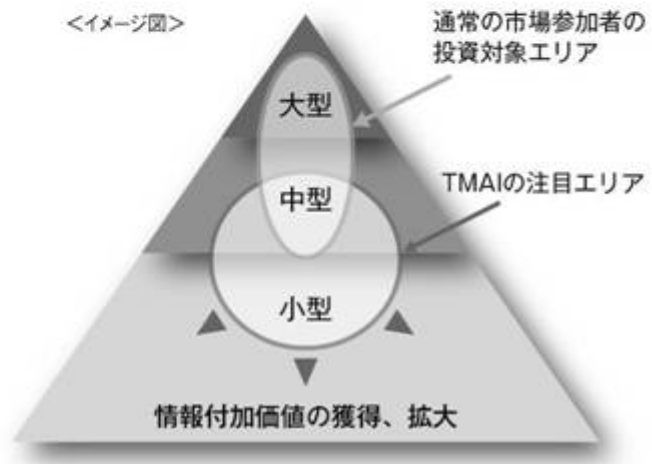 <イメージ図>
通常の市場参加者の
投資対象エリア
大型
TMAIの注目エリア
中型
小型
情報付加価値の獲得、拡大